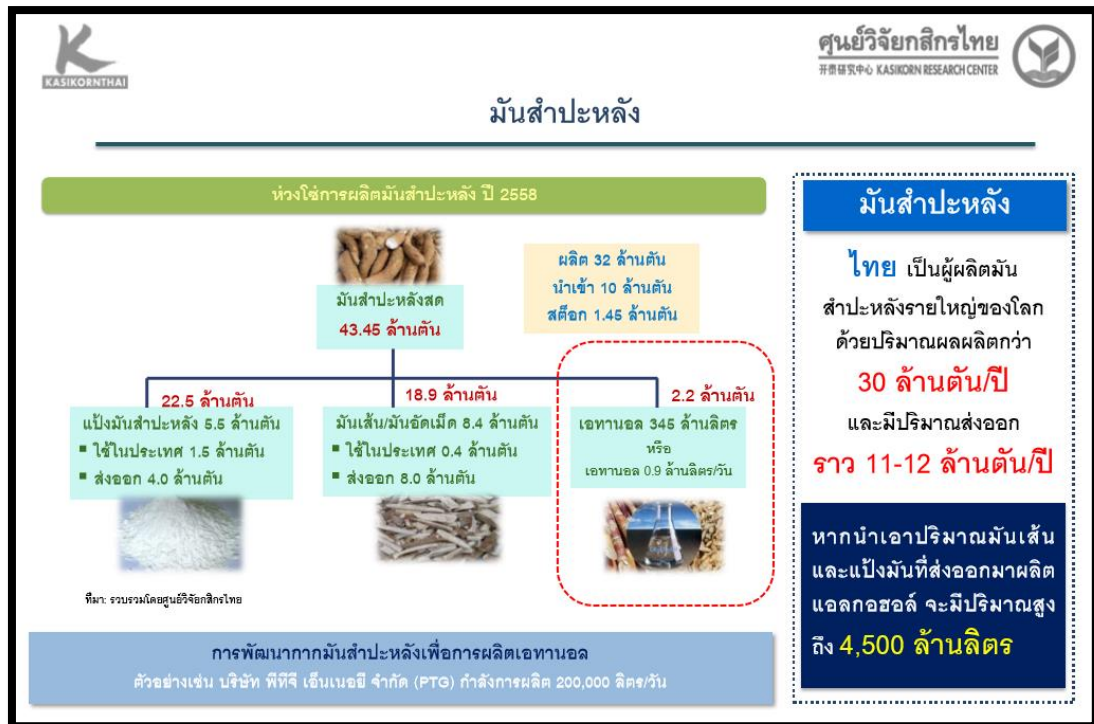 KASIKORNTHAI
ศูนย์วิจัยกสิกรไทย
开泰研究中心 KASIKORN RESEARCH CENTER
มันสำปะหลัง
ห่วงโซ่การผลิตมันสำปะหลัง ปี 2558
มันสำปะหลังสด
43.45 ล้านตัน
ผลิต 32 ล้านตัน
นำเข้า 10 ล้านตัน
สต็อก 1.45 ล้านตัน
22.5 ล้านตัน
แป้งมันสำปะหลัง 5.5 ล้านตัน
▪ ใช้ในประเทศ 1.5 ล้านตัน
▪ ส่งออก 4.0 ล้านตัน
18.9 ล้านตัน
มันเส้น/มันอัดเม็ด 8.4 ล้านตัน
▪ ใช้ในประเทศ 0.4 ล้านตัน
▪ ส่งออก 8.0 ล้านตัน
2.2 ล้านตัน
เอทานอล 345 ล้านลิตร
หรือ
เอทานอล 0.9 ล้านลิตร/วัน
ที่มา: รวบรวมโดยศูนย์วิจัยกสิกรไทย
การพัฒนากากมันสำปะหลังเพื่อการผลิตเอทานอล
ตัวอย่างเช่น บริษัท พีทีจี เอ็นเนอยี จำกัด (PTG) กำลังการผลิต 200,000 ลิตร/วัน
มันสำปะหลัง
ไทย เป็นผู้ผลิตมัน
สำปะหลังรายใหญ่ของโลก
ด้วยปริมาณผลผลิตกว่า
30 ล้านตัน/ปี
และมีปริมาณส่งออก
ราว 11-12 ล้านตัน/ปี
หากนำเอาปริมาณมันเส้น
และแป้งมันที่ส่งออกมาผลิต
แอลกอฮอล์ จะมีปริมาณสูง
ถึง 4,500 ล้านลิตร